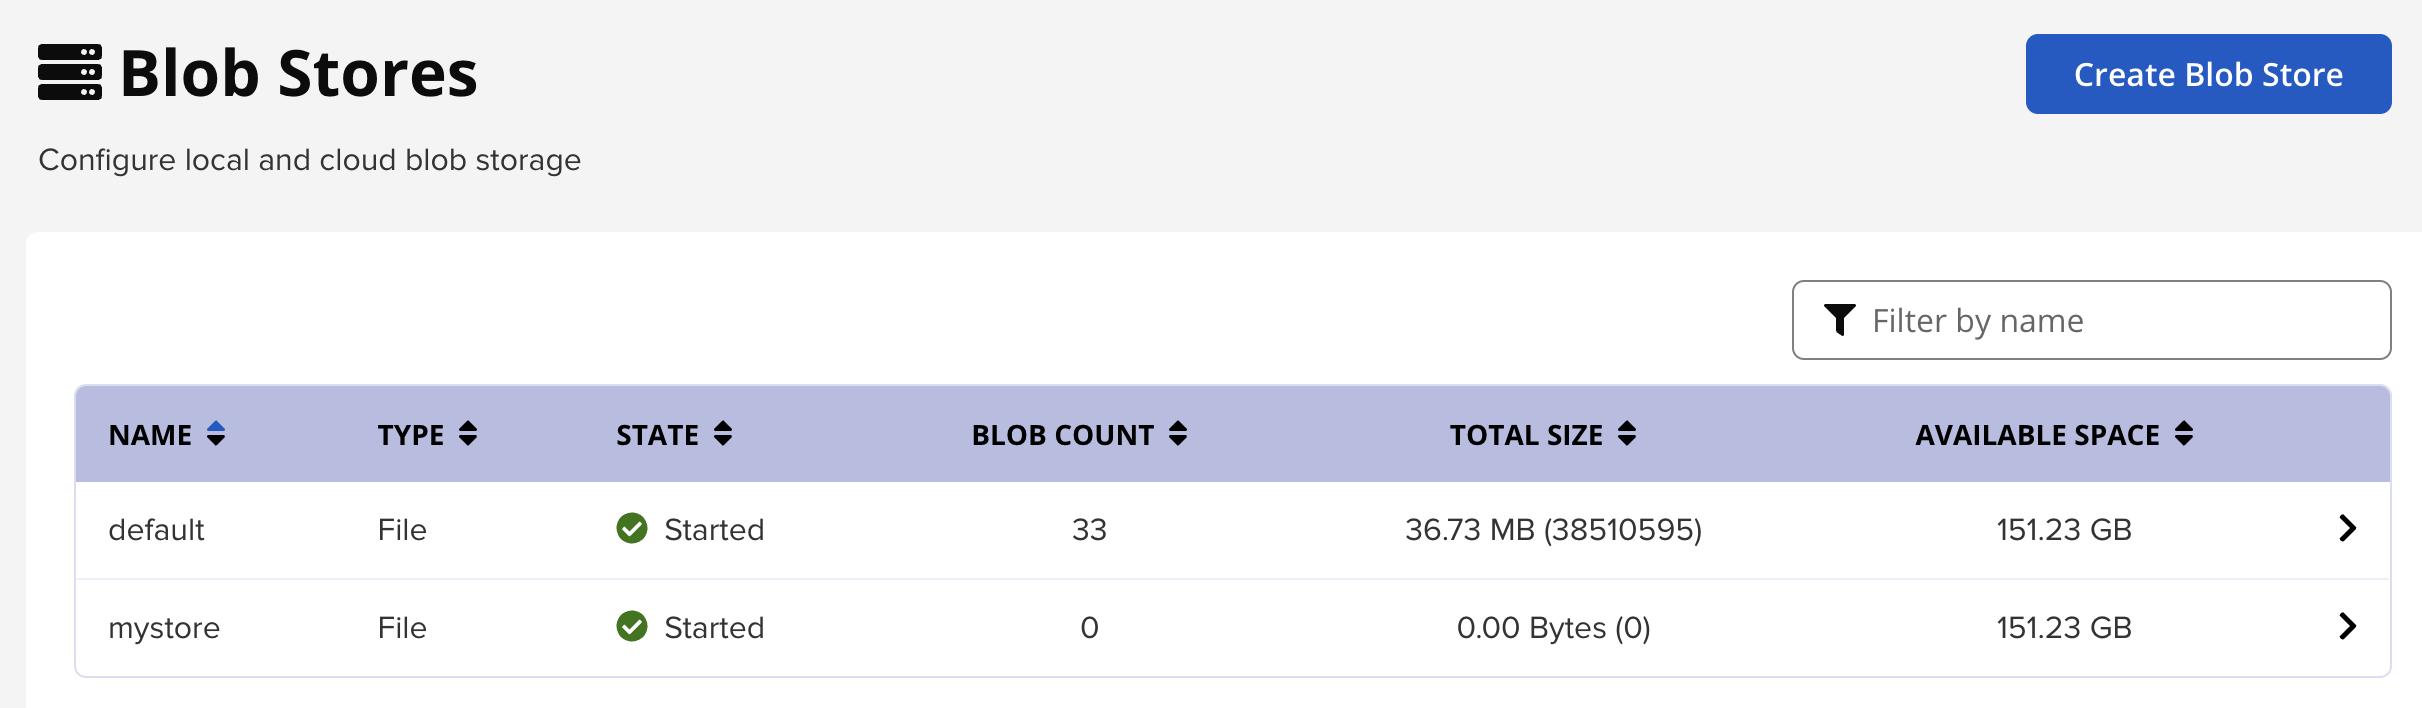 Blob Stores
Create Blob Store
Configure local and cloud blob storage
Filter by name
NAME TYPE STATE BLOB COUNT TOTAL SIZE AVAILABLE SPACE
default File Started 33 36.73 MB (38510595) 151.23 GB
mystore File Started 0 0.00 Bytes (0) 151.23 GB